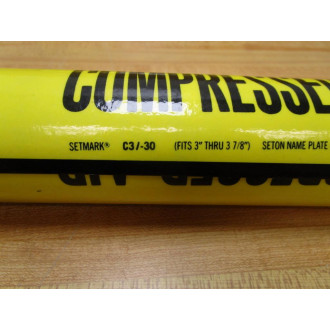 COMPRESSE
SETMARK® C3/-30 (FITS 3" THRU 3 7/8") SETON NAME PLATE